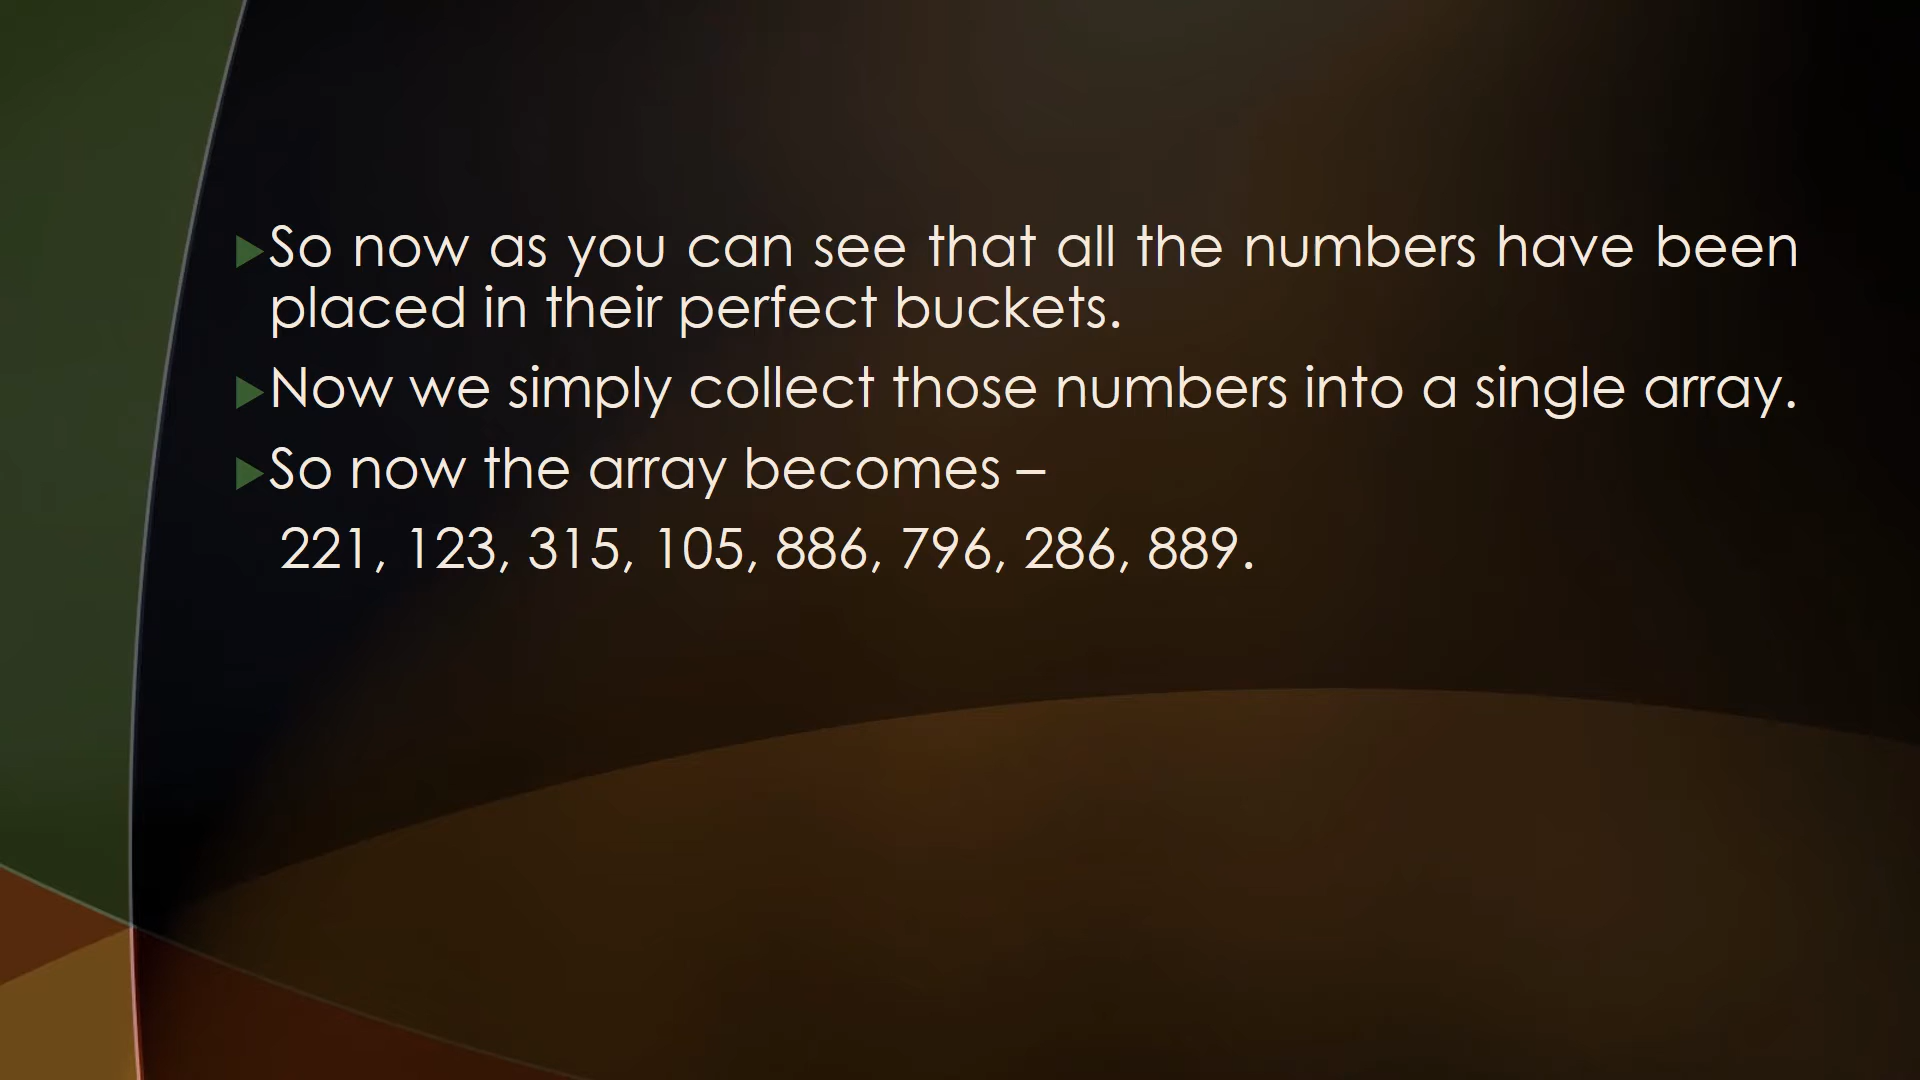 So now as you can see that all the numbers have been
placed in their perfect buckets.
Now we simply collect those numbers into a single array.
So now the array becomes –
221, 123, 315, 105, 886, 796, 286, 889.